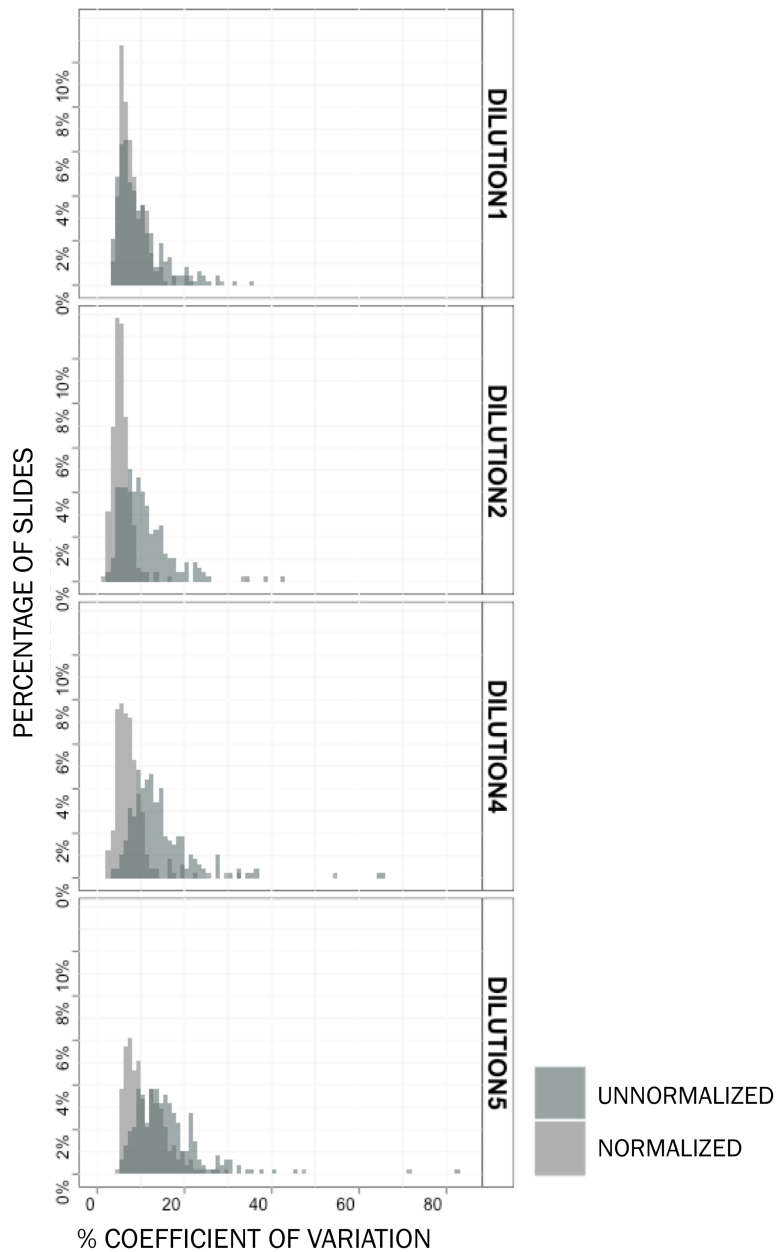 PERCENTAGE OF SLIDES
10%
8%
6%
4%
2%
0%
DILUTION1
10%
8%
6%
4%
2%
0%
DILUTION2
10%
8%
6%
4%
2%
0%
DILUTION4
10%
8%
6%
4%
2%
0%
DILUTION5
0 20 40 60 80
% COEFFICIENT OF VARIATION
UNNORMALIZED
NORMALIZED